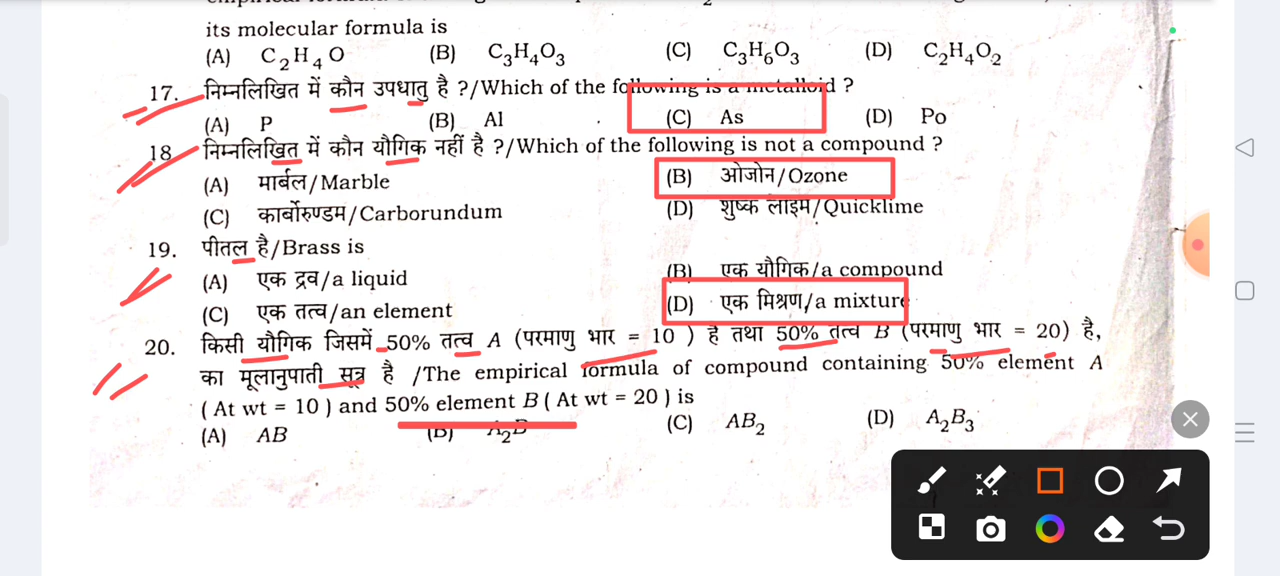 its molecular formula is
(A) C₂H₄O (B) C₃H₄O₃ (C) C₃H₆O₃ (D) C₂H₄O₂
17. निम्नलिखित में कौन उपधातु है ?/Which of the following is a metalloid ?
(A) P (B) Al (C) As (D) Po
18 निम्नलिखित में कौन यौगिक नहीं है ?/Which of the following is not a compound ?
(A) मार्बल/Marble (B) ओजोन/Ozone
(C) कार्बोरुण्डम/Carborundum (D) शुष्क लाइम/Quicklime
19. पीतल है/Brass is
(A) एक द्रव/a liquid (B) एक यौगिक/a compound
(C) एक तत्व/an element (D) एक मिश्रण/a mixture
20. किसी यौगिक जिसमें 50% तत्व A (परमाणु भार = 10 ) है तथा 50% तत्व B (परमाणु भार = 20) है,
का मूलानुपाती सूत्र है /The empirical formula of compound containing 50% element A
( At wt = 10 ) and 50% element B ( At wt = 20 ) is
(A) AB (B) A₂B (C) AB₂ (D) A₂B₃